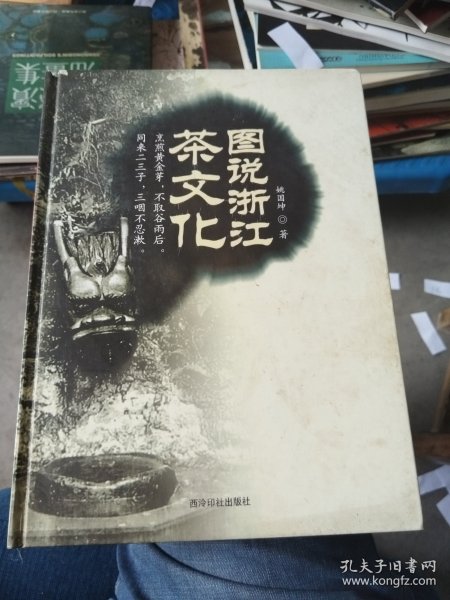 姚国坤◎著
图说浙江
茶文化
烹煎黄金芽，不取谷雨后。
同来二三子，三咽不忍漱。
西泠印社出版社
孔夫子旧书网
www.kongfz.com